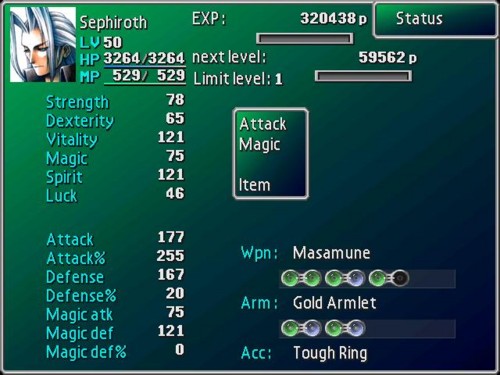 Sephiroth
LV 50
HP 3264/3264
MP 529/ 529
EXP: 320438 p
next level: 59562 p
Limit level: 1
Status
Strength 78
Dexterity 65
Vitality 121
Magic 75
Spirit 121
Luck 46
Attack
Magic
Item
Attack 177
Attack% 255
Defense 167
Defense% 20
Magic atk 75
Magic def 121
Magic def% 0
Wpn: Masamune
Arm: Gold Armlet
Acc: Tough Ring